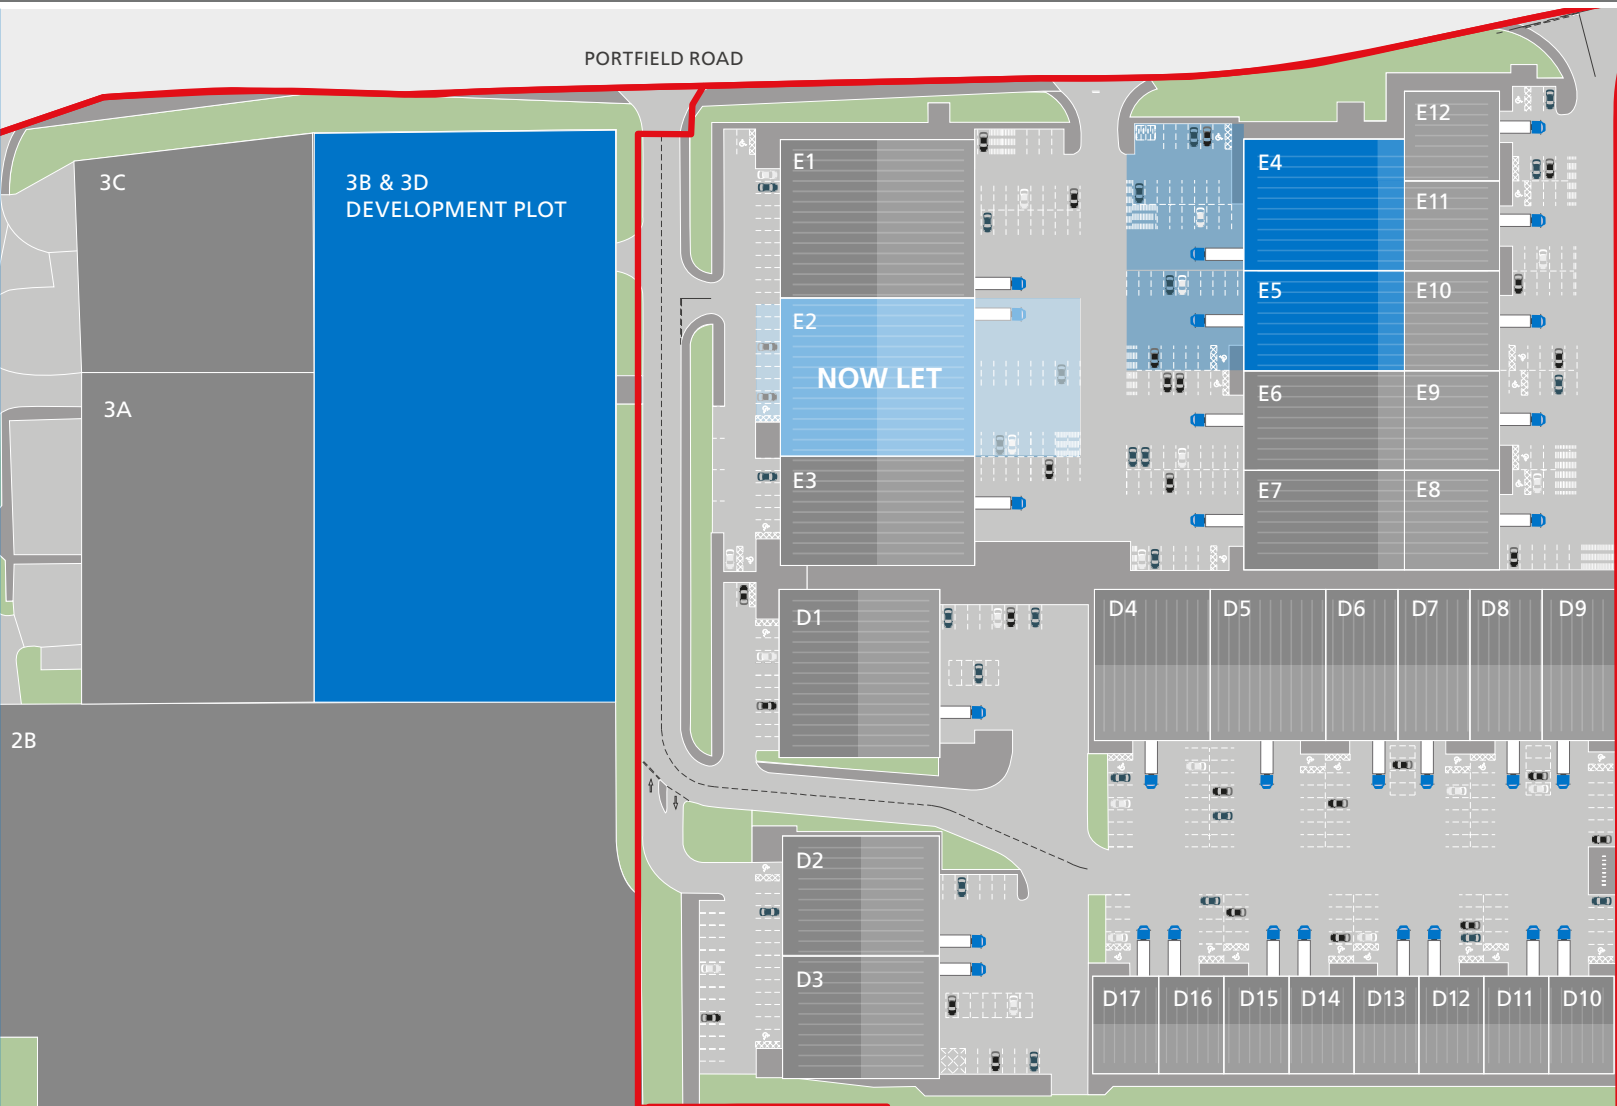 PORTFIELD ROAD
3C
3B & 3D
DEVELOPMENT PLOT
E1
E4
E12
E11
E2
E5
E10
NOW LET
3A
E6
E9
E3
E7
E8
D1
D4
D5
D6
D7
D8
D9
2B
D2
D3
D17
D16
D15
D14
D13
D12
D11
D10